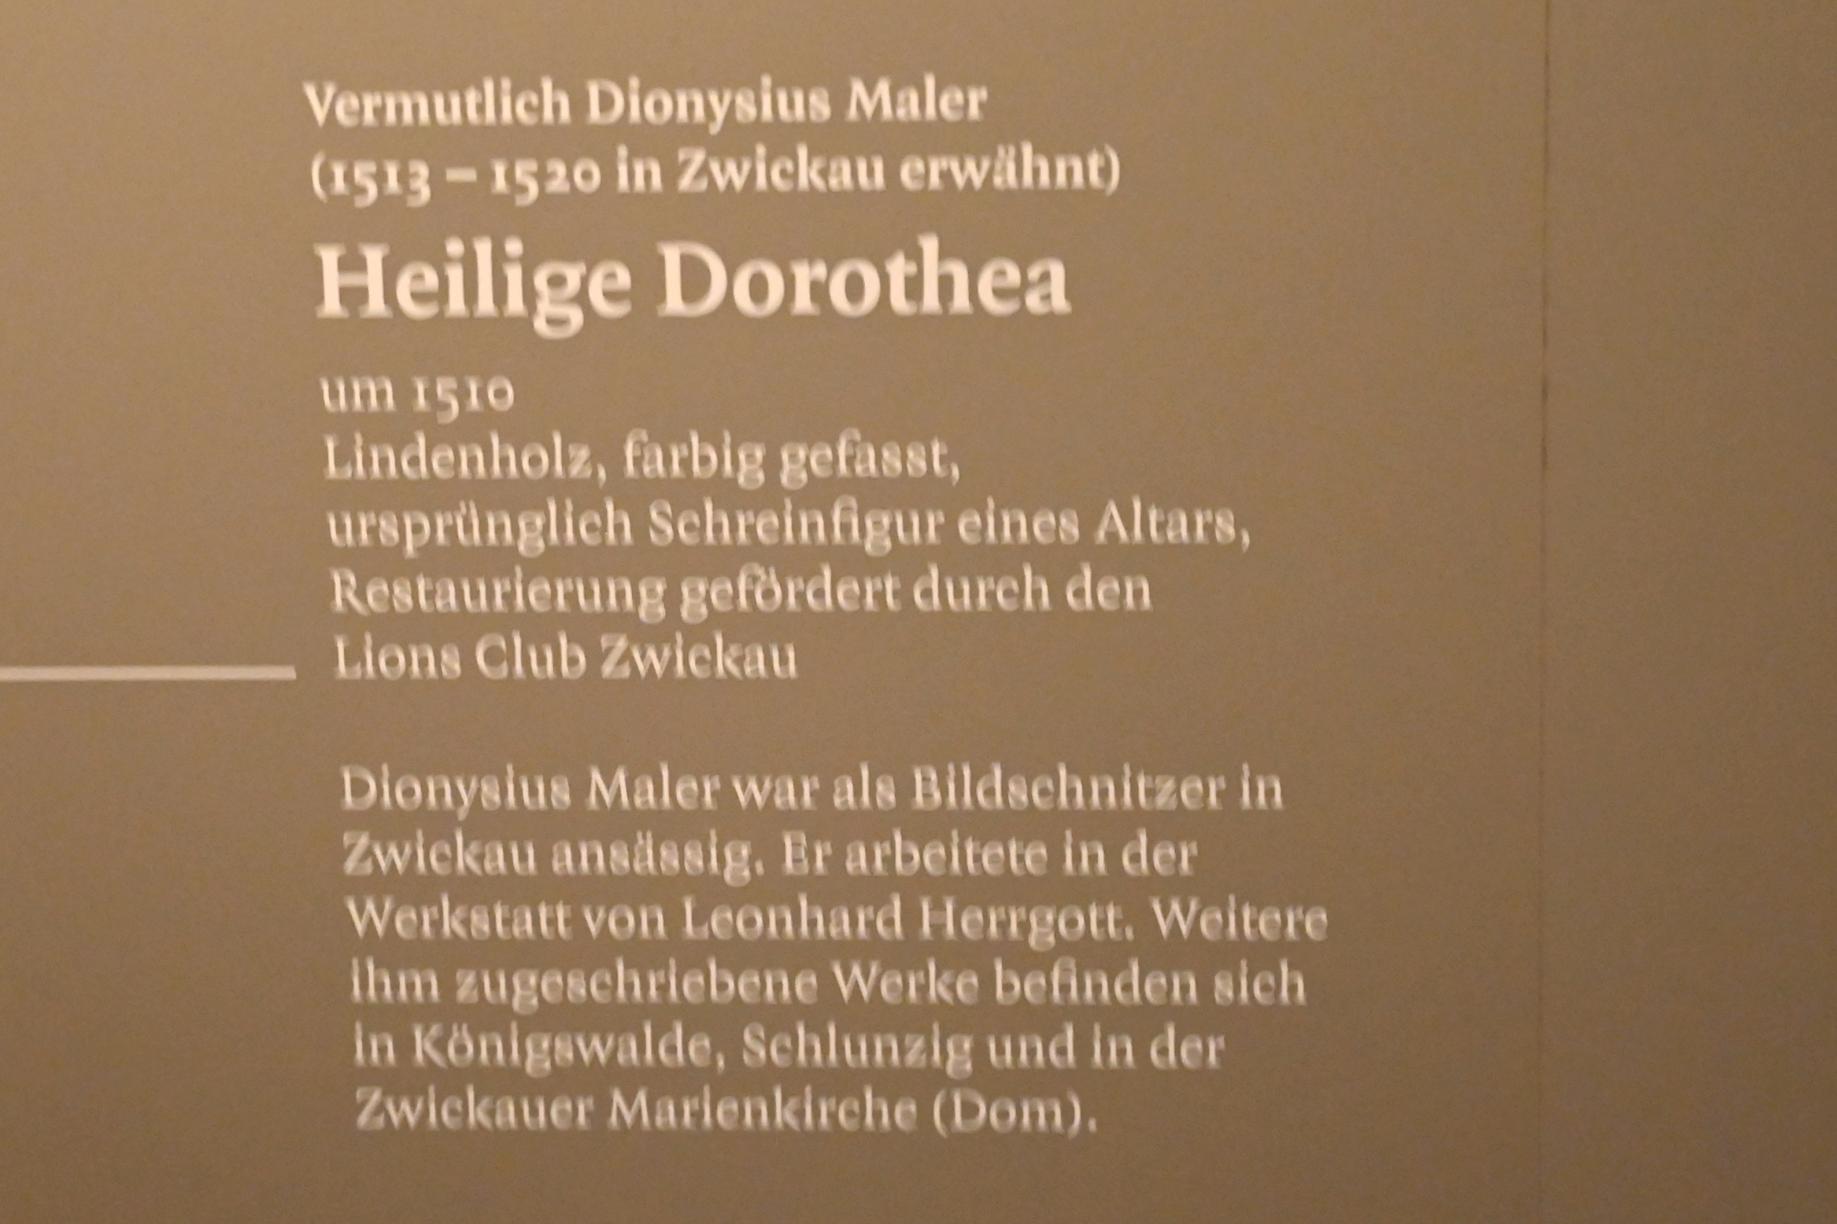 Vermutlich Dionysius Maler
(1513 – 1520 in Zwickau erwähnt)
Heilige Dorothea
um 1510
Lindenholz, farbig gefasst,
ursprünglich Schreinfigur eines Altars,
Restaurierung gefördert durch den
Lions Club Zwickau
Dionysius Maler war als Bildschnitzer in
Zwickau ansässig. Er arbeitete in der
Werkstatt von Leonhard Herrgott. Weitere
ihm zugeschriebene Werke befinden sich
in Königswalde, Schlunzig und in der
Zwickauer Marienkirche (Dom).